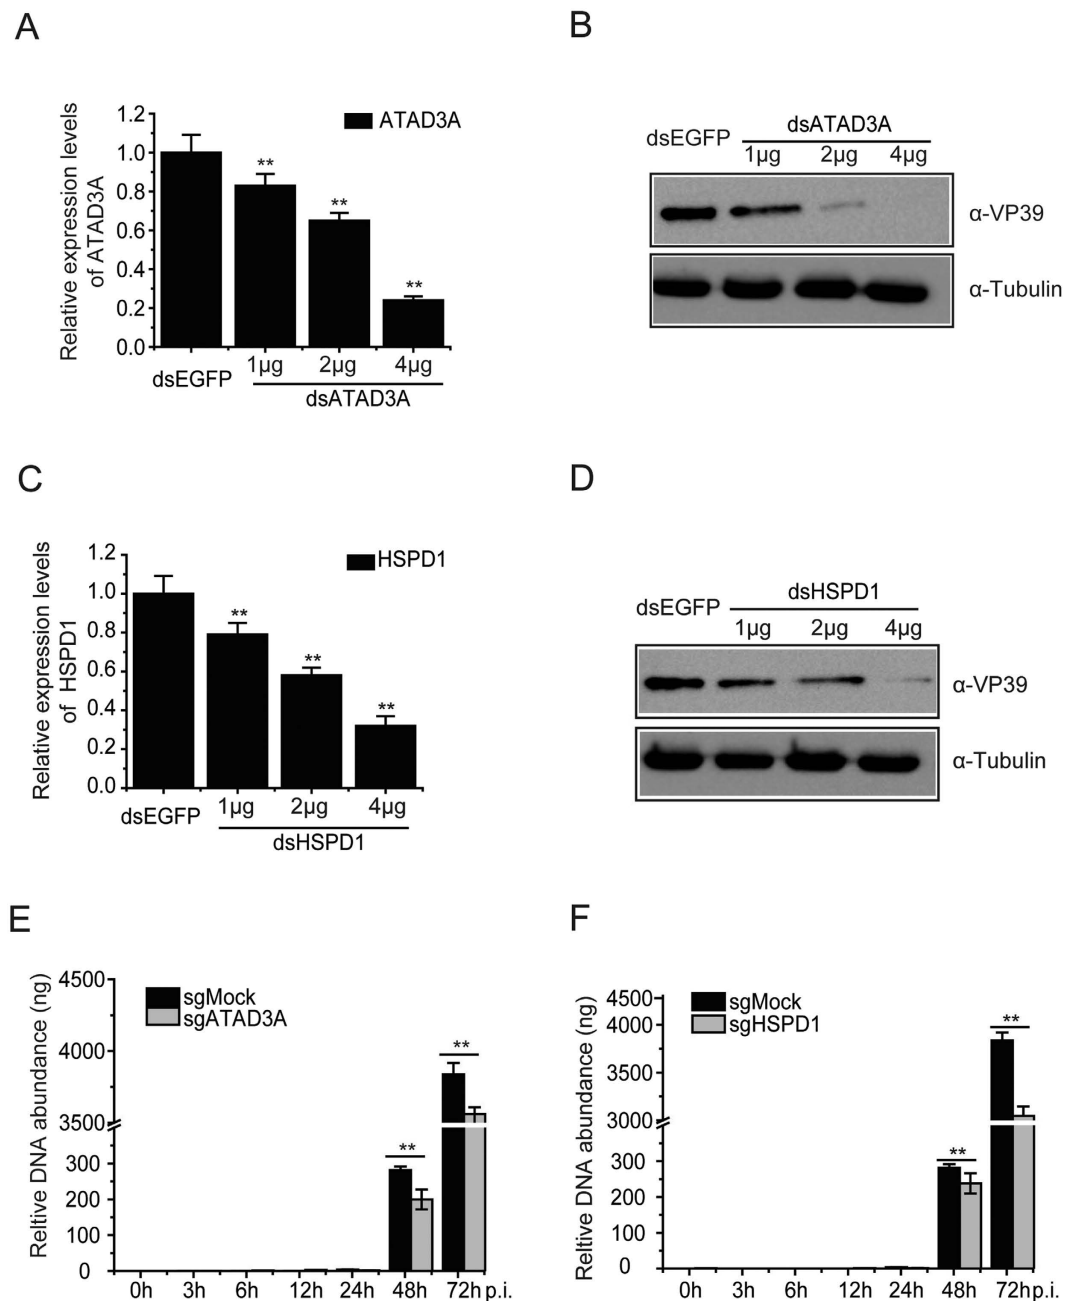 A
Relative expression levels
of ATAD3A
1.2
1.0
0.8
0.6
0.4
0.2
0.0
ATAD3A
**
**
**
dsEGFP
1μg
2μg
4μg
dsATAD3A
B
dsATAD3A
dsEGFP
1μg
2μg
4μg
α-VP39
α-Tubulin
C
Relative expression levels
of HSPD1
1.2
1.0
0.8
0.6
0.4
0.2
0.0
HSPD1
**
**
**
dsEGFP
1μg
2μg
4μg
dsHSPD1
D
dsHSPD1
dsEGFP
1μg
2μg
4μg
α-VP39
α-Tubulin
E
Reltive DNA abundance (ng)
4500
4000
3500
300
200
100
0
sgMock
sgATAD3A
**
**
0h 3h 6h 12h 24h 48h 72h p.i.
F
Reltive DNA abundance (ng)
4500
4000
3500
3000
300
200
100
0
sgMock
sgHSPD1
**
**
0h 3h 6h 12h 24h 48h 72h p.i.